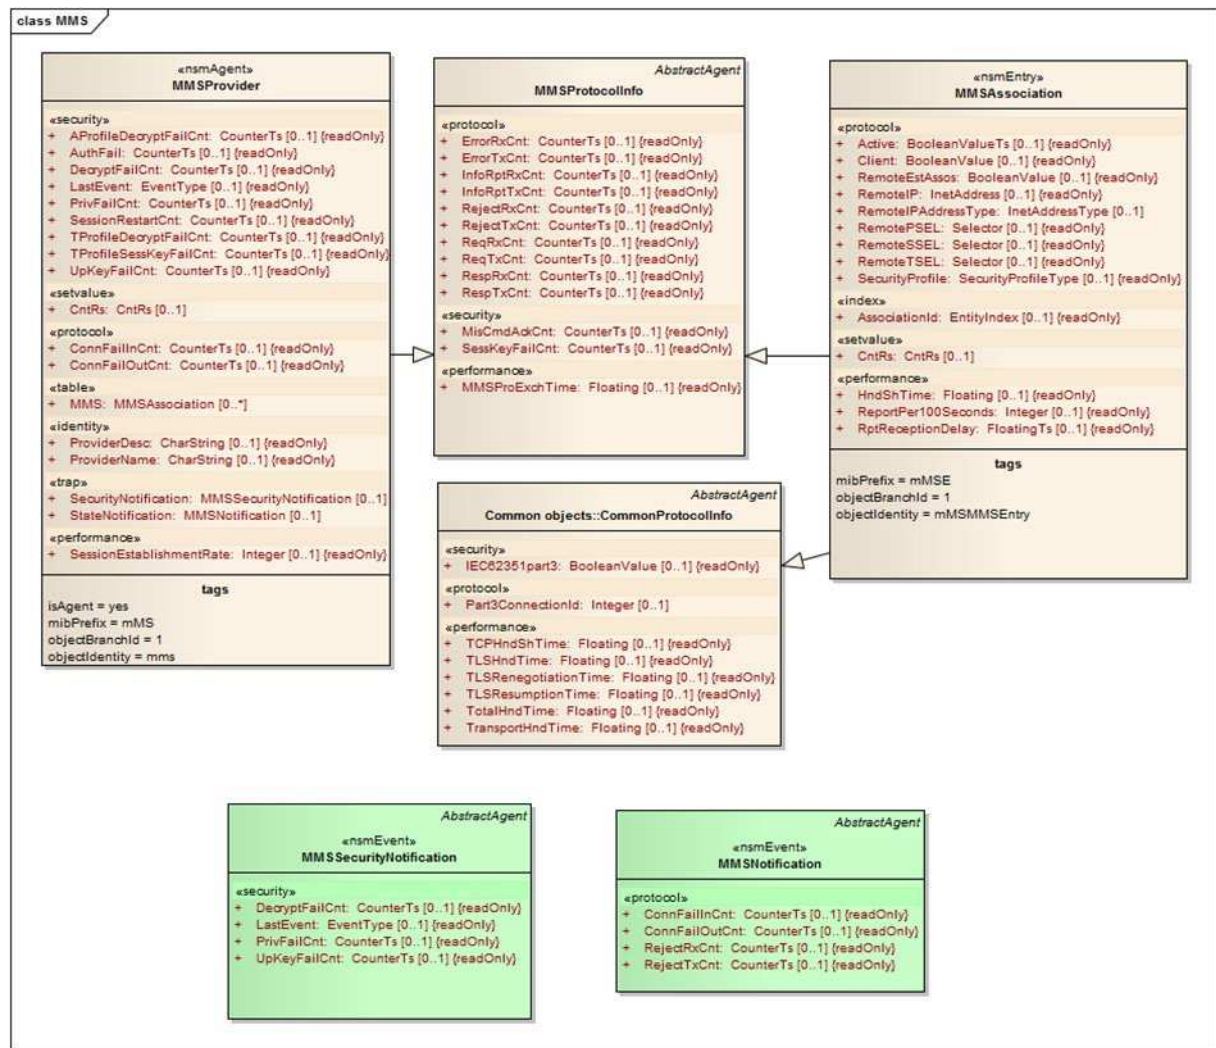 class MMS
«nsmAgent»
MMSProvider
«security»
+ AProfileDecryptFailCnt: CounterTs [0..1] {readOnly}
+ AuthFail: CounterTs [0..1] {readOnly}
+ DecryptFailCnt: CounterTs [0..1] {readOnly}
+ LastEvent: EventType [0..1] {readOnly}
+ PrivFailCnt: CounterTs [0..1] {readOnly}
+ SessionRestartCnt: CounterTs [0..1] {readOnly}
+ TProfileDecryptFailCnt: CounterTs [0..1] {readOnly}
+ TProfileSessKeyFailCnt: CounterTs [0..1] {readOnly}
+ UpKeyFailCnt: CounterTs [0..1] {readOnly}
«setvalue»
+ CntRs: CntRs [0..1]
«protocol»
+ ConnFailInCnt: CounterTs [0..1] {readOnly}
+ ConnFailOutCnt: CounterTs [0..1] {readOnly}
«table»
+ MMS: MMSAssociation [0..*]
«identity»
+ ProviderDesc: CharString [0..1] {readOnly}
+ ProviderName: CharString [0..1] {readOnly}
«trap»
+ SecurityNotification: MMSSecurityNotification [0..1]
+ StateNotification: MMSNotification [0..1]
«performance»
+ SessionEstablishmentRate: Integer [0..1] {readOnly}
tags
isAgent = yes
mibPrefix = mMS
objectBranchId = 1
objectIdentity = mms
AbstractAgent
MMSProtocolInfo
«protocol»
+ ErrorRxCnt: CounterTs [0..1] {readOnly}
+ ErrorTxCnt: CounterTs [0..1] {readOnly}
+ InfoRptRxCnt: CounterTs [0..1] {readOnly}
+ InfoRptTxCnt: CounterTs [0..1] {readOnly}
+ RejectRxCnt: CounterTs [0..1] {readOnly}
+ RejectTxCnt: CounterTs [0..1] {readOnly}
+ ReqRxCnt: CounterTs [0..1] {readOnly}
+ ReqTxCnt: CounterTs [0..1] {readOnly}
+ RespRxCnt: CounterTs [0..1] {readOnly}
+ RespTxCnt: CounterTs [0..1] {readOnly}
«security»
+ MisCmdAckCnt: CounterTs [0..1] {readOnly}
+ SessKeyFailCnt: CounterTs [0..1] {readOnly}
«performance»
+ MMSProExchTime: Floating [0..1] {readOnly}
«nsmEntry»
MMSAssociation
«protocol»
+ Active: BooleanValueTs [0..1] {readOnly}
+ Client: BooleanValue [0..1] {readOnly}
+ RemoteEstAssos: BooleanValue [0..1] {readOnly}
+ RemoteIP: InetAddress [0..1] {readOnly}
+ RemoteIPAddressType: InetAddressType [0..1]
+ RemotePSEL: Selector [0..1] {readOnly}
+ RemoteSSEL: Selector [0..1] {readOnly}
+ RemoteTSEL: Selector [0..1] {readOnly}
+ SecurityProfile: SecurityProfileType [0..1] {readOnly}
«index»
+ AssociationId: EntityIndex [0..1] {readOnly}
«setvalue»
+ CntRs: CntRs [0..1]
«performance»
+ HndShTime: Floating [0..1] {readOnly}
+ ReportPer100Seconds: Integer [0..1] {readOnly}
+ RptReceptionDelay: FloatingTs [0..1] {readOnly}
tags
mibPrefix = mMSE
objectBranchId = 1
objectIdentity = mMSMMSEntry
AbstractAgent
Common objects::CommonProtocolInfo
«security»
+ IEC62351part3: BooleanValue [0..1] {readOnly}
«protocol»
+ Part3ConnectionId: Integer [0..1]
«performance»
+ TCPHndShTime: Floating [0..1] {readOnly}
+ TLSHndTime: Floating [0..1] {readOnly}
+ TLSRenegotiationTime: Floating [0..1] {readOnly}
+ TLSResumptionTime: Floating [0..1] {readOnly}
+ TotalHndTime: Floating [0..1] {readOnly}
+ TransportHndTime: Floating [0..1] {readOnly}
AbstractAgent
«nsmEvent»
MMSSecurityNotification
«security»
+ DecryptFailCnt: CounterTs [0..1] {readOnly}
+ LastEvent: EventType [0..1] {readOnly}
+ PrivFailCnt: CounterTs [0..1] {readOnly}
+ UpKeyFailCnt: CounterTs [0..1] {readOnly}
AbstractAgent
«nsmEvent»
MMSNotification
«protocol»
+ ConnFailInCnt: CounterTs [0..1] {readOnly}
+ ConnFailOutCnt: CounterTs [0..1] {readOnly}
+ RejectRxCnt: CounterTs [0..1] {readOnly}
+ RejectTxCnt: CounterTs [0..1] {readOnly}